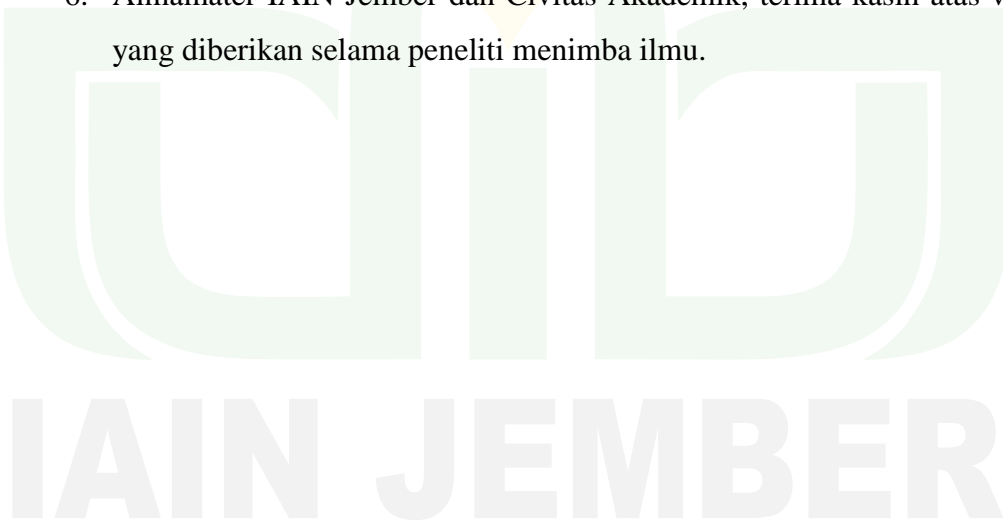 Almamater IAIN Jember dan Civitas Akademik, terima kasih atas
yang diberikan selama peneliti menimba ilmu.
IAIN JEMBER